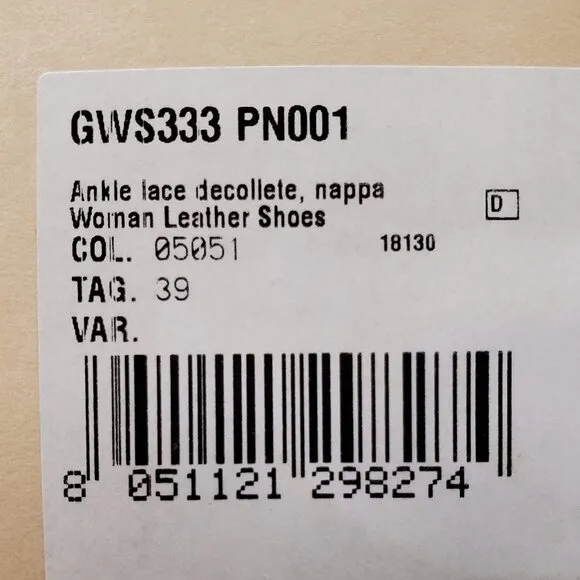 GWS333 PN001
Ankle lace decollete, nappa
Woman Leather Shoes
D
COL. 05051 18130
TAG. 39
VAR.
8 051121 298274